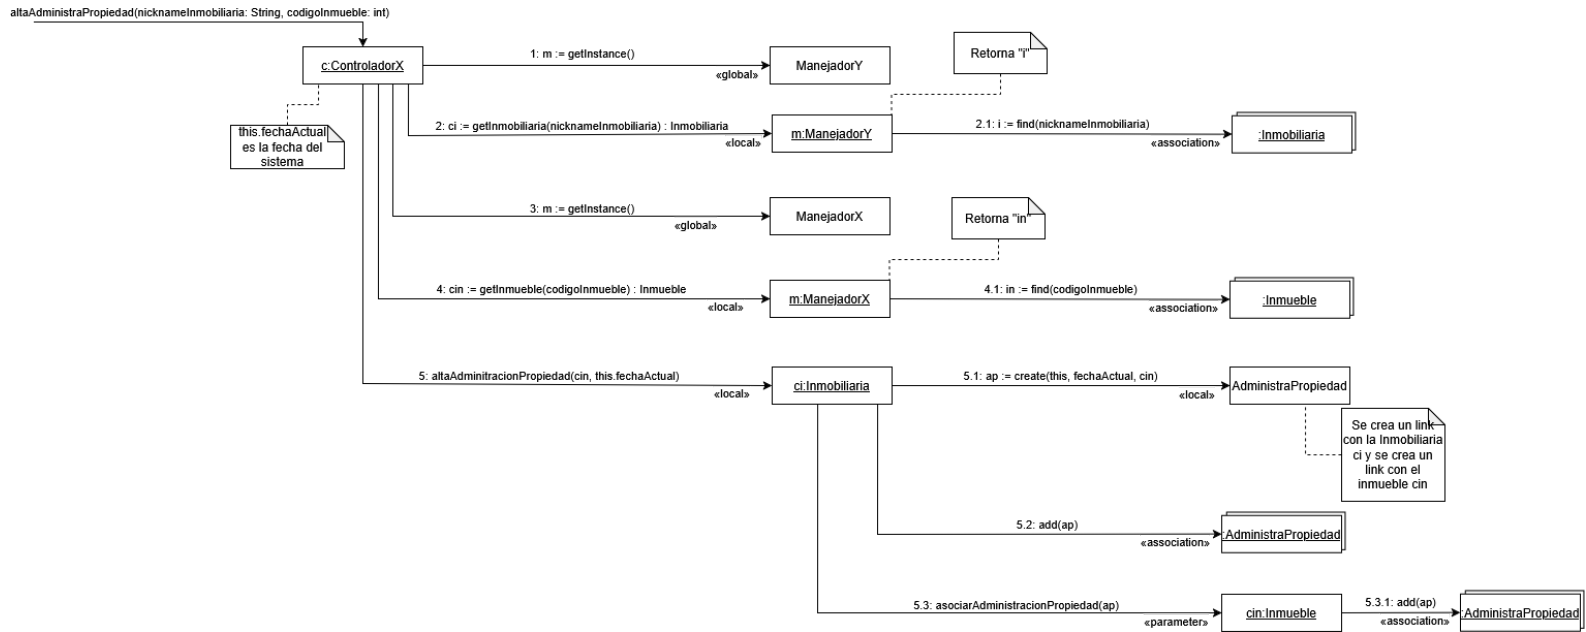 altaAdministraPropiedad(nicknameInmobiliaria: String, codigoInmueble: int)
c:ControladorX
1: m := getInstance()
«global»
ManejadorY
Retorna "i"
this.fechaActual
es la fecha del
sistema
2: ci := getInmobiliaria(nicknameInmobiliaria) : Inmobiliaria
«local»
m:ManejadorY
2.1: i := find(nicknameInmobiliaria)
«association»
:Inmobiliaria
3: m := getInstance()
«global»
ManejadorX
Retorna "in"
4: cin := getInmueble(codigoInmueble) : Inmueble
«local»
m:ManejadorX
4.1: in := find(codigoInmueble)
«association»
:Inmueble
5: altaAdminitracionPropiedad(cin, this.fechaActual)
«local»
ci:Inmobiliaria
5.1: ap := create(this, fechaActual, cin)
«local»
AdministraPropiedad
Se crea un link
con la Inmobiliaria
ci y se crea un
link con el
inmueble cin
5.2: add(ap)
«association»
:AdministraPropiedad
5.3: asociarAdministracionPropiedad(ap)
«parameter»
cin:Inmueble
5.3.1: add(ap)
«association»
:AdministraPropiedad